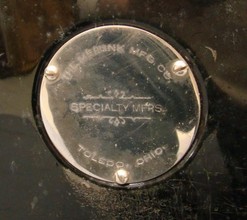 MFG. CO.
SPECIALTY MFRS.
TOLEDO, OHIO.